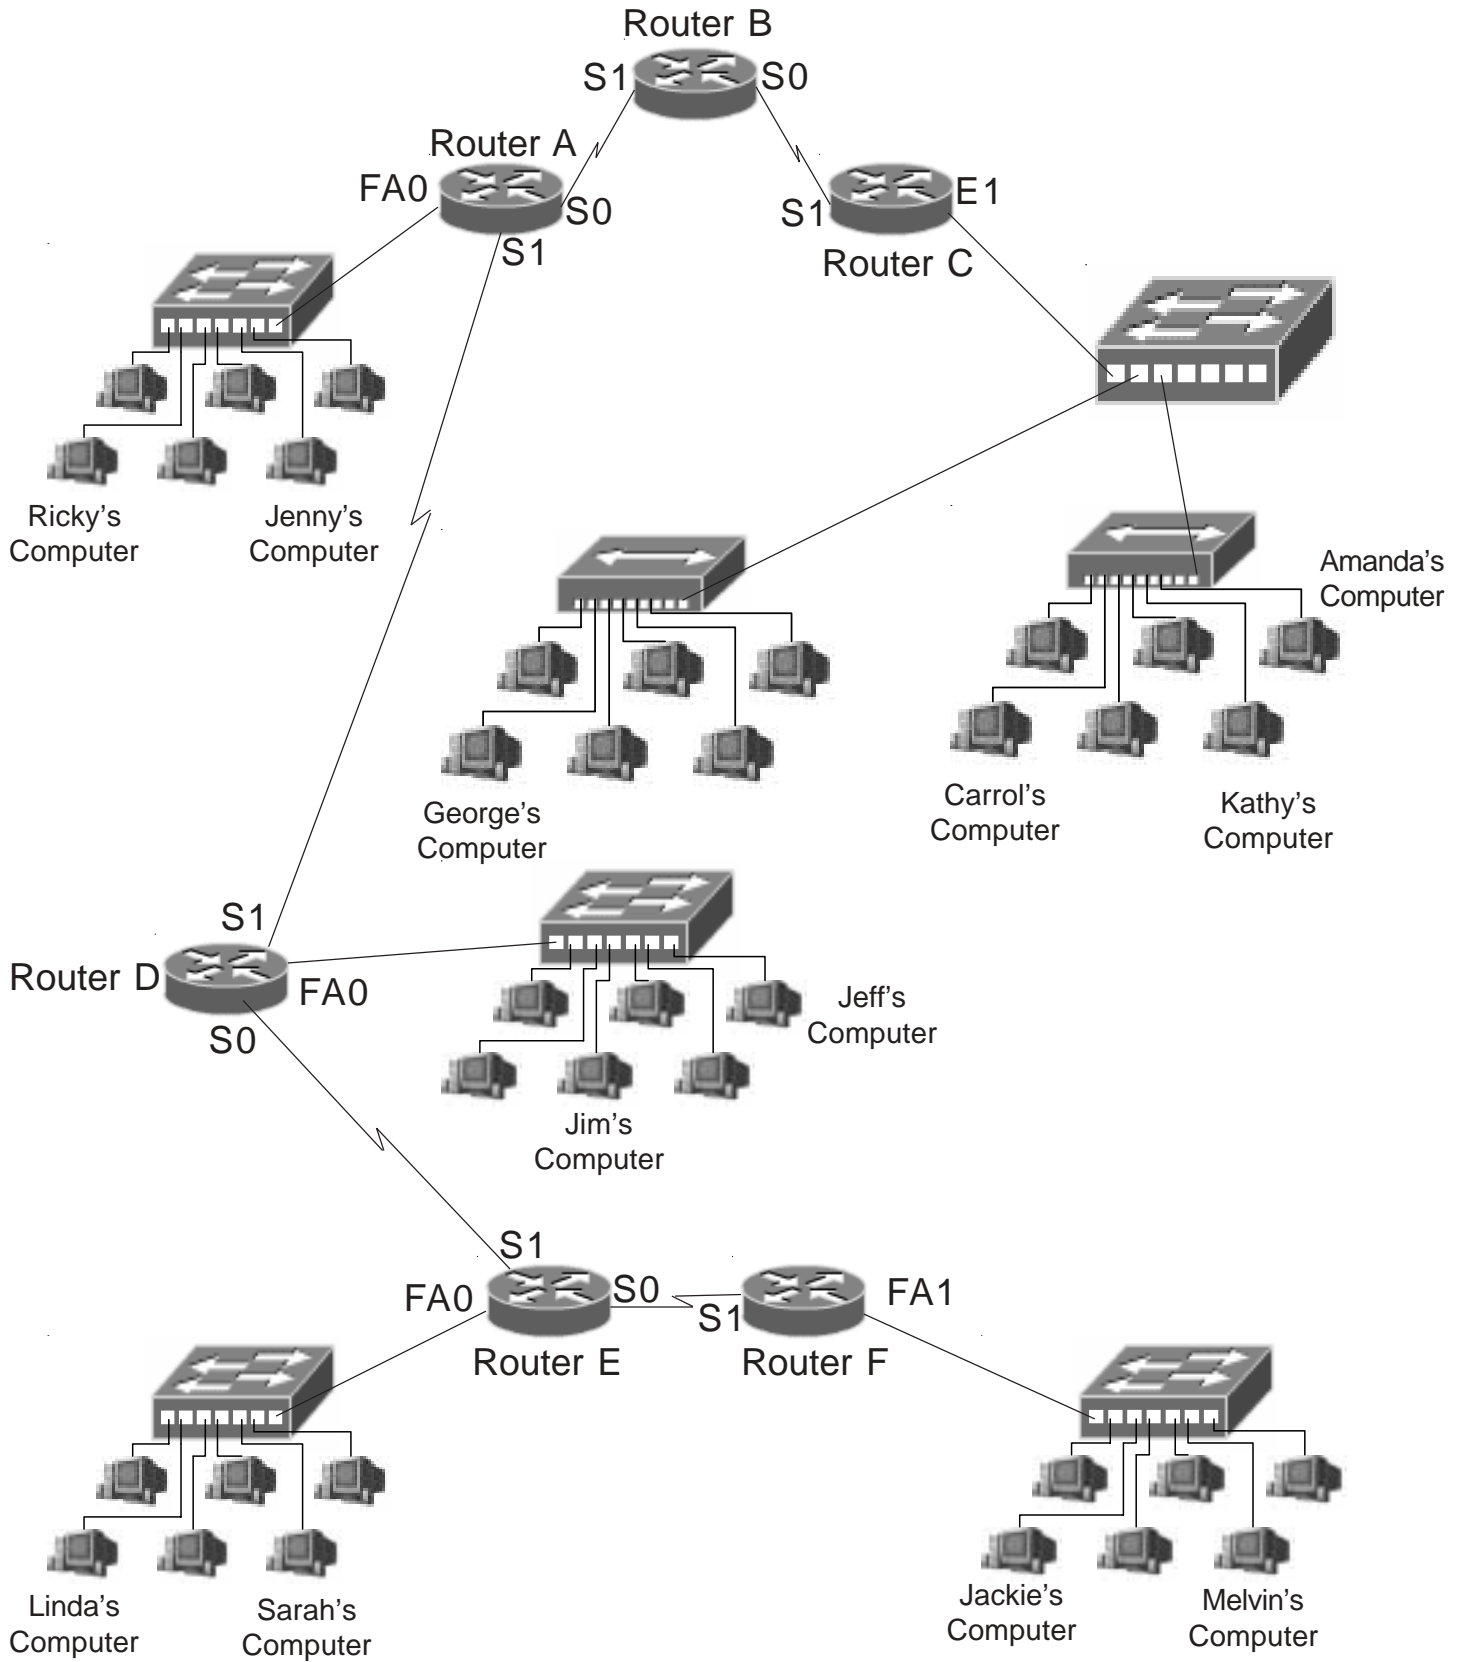 Router B
S1
S0
Router A
FA0
S0
S1
S1
E1
Router C
Ricky's
Computer
Jenny's
Computer
Amanda's
Computer
George's
Computer
Carrol's
Computer
Kathy's
Computer
S1
Router D
FA0
S0
Jeff's
Computer
Jim's
Computer
S1
FA0
S0
S1
FA1
Router E
Router F
Linda's
Computer
Sarah's
Computer
Jackie's
Computer
Melvin's
Computer